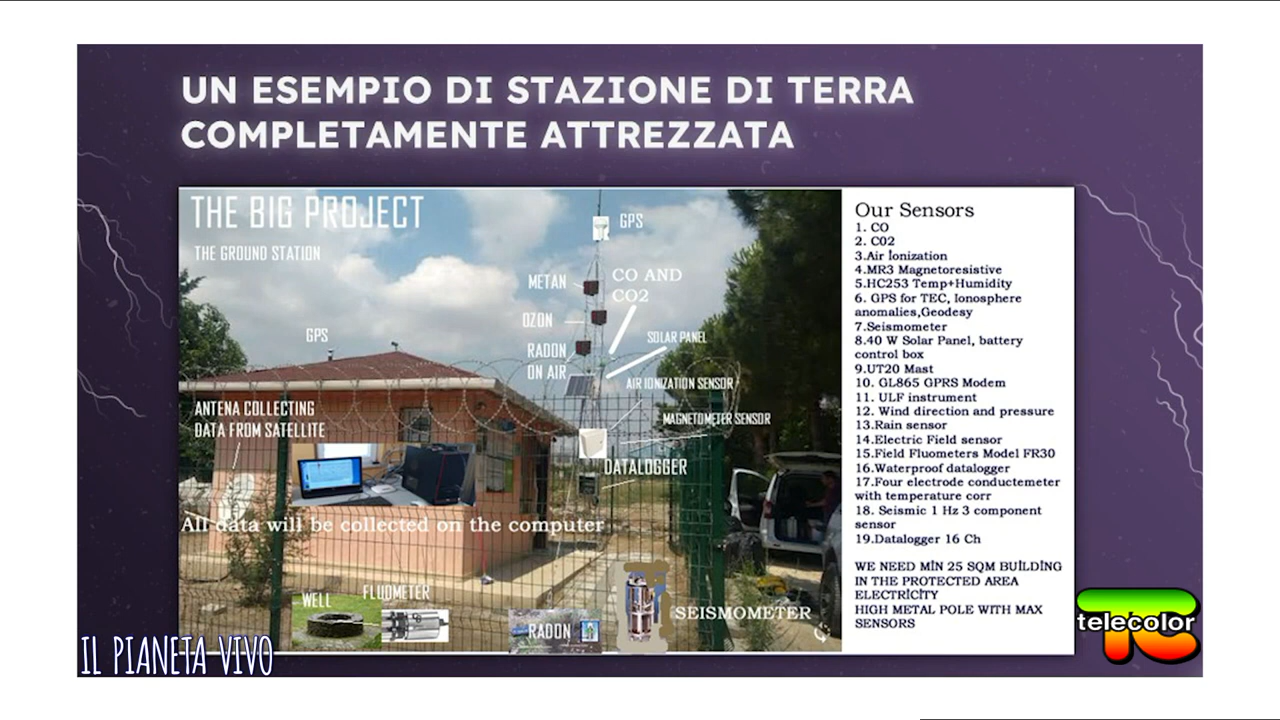 UN ESEMPIO DI STAZIONE DI TERRA
COMPLETAMENTE ATTREZZATA
THE BIG PROJECT
THE GROUND STATION
GPS
METAN
CO AND
CO2
OZON
SOLAR PANEL
GPS
RADON
ON AIR
AIR IONIZATION SENSOR
ANTENA COLLECTING
DATA FROM SATELLITE
MAGNETOMETER SENSOR
DATALOGGER
All data will be collected on the computer
WELL
FLUOMETER
RADON
SEISMOMETER
Our Sensors
1. CO
2. C02
3.Air İonization
4.MR3 Magnetoresistive
5.HC253 Temp+Humidity
6. GPS for TEC, Ionosphere
anomalies,Geodesy
7.Seismometer
8.40 W Solar Panel, battery
control box
9.UT20 Mast
10. GL865 GPRS Modem
11. ULF instrument
12. Wind direction and pressure
13.Rain sensor
14.Electric Field sensor
15.Field Fluometers Model FR30
16.Waterproof datalogger
17.Four electrode conductemeter
with temperature corr
18. Seismic 1 Hz 3 component
sensor
19.Datalogger 16 Ch
WE NEED MİN 25 SQM BUİLDİNG
IN THE PROTECTED AREA
ELECTRİCİTY
HIGH METAL POLE WITH MAX
SENSORS
IL PIANETA VIVO
telecolor